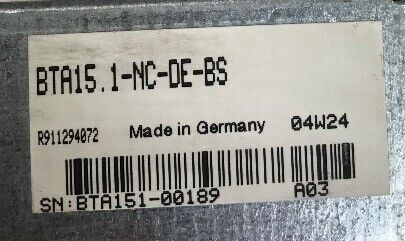 BTA15.1-NC-DE-BS
R911294072 Made in Germany 04W24
SN:BTA151-00189 A03